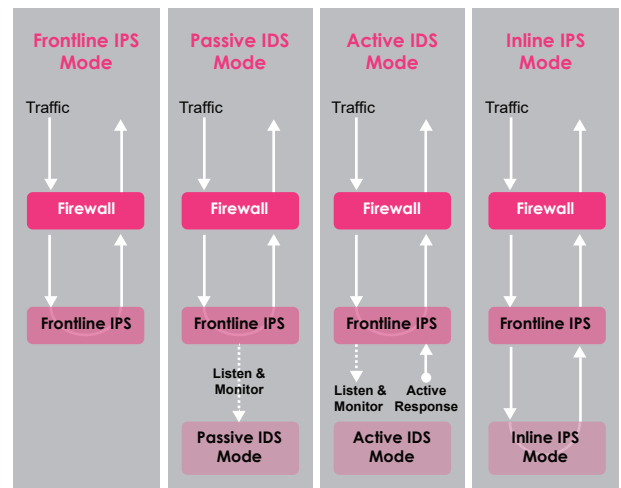 Frontline IPS
Mode
Traffic
Firewall
Frontline IPS
Passive IDS
Mode
Traffic
Firewall
Frontline IPS
Listen &
Monitor
Passive IDS
Mode
Active IDS
Mode
Traffic
Firewall
Frontline IPS
Listen &
Monitor
Active
Response
Active IDS
Mode
Inline IPS
Mode
Traffic
Firewall
Frontline IPS
Inline IPS
Mode